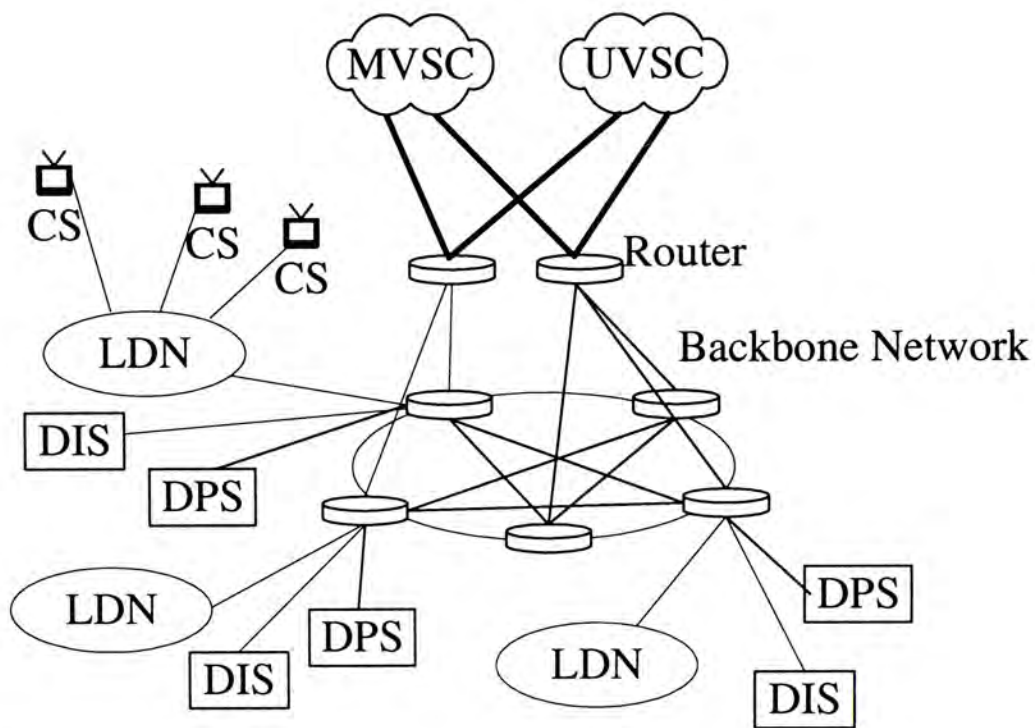 MVSC
UVSC
CS
CS
CS
Router
LDN
Backbone Network
DIS
DPS
LDN
DIS
DPS
LDN
DPS
DIS